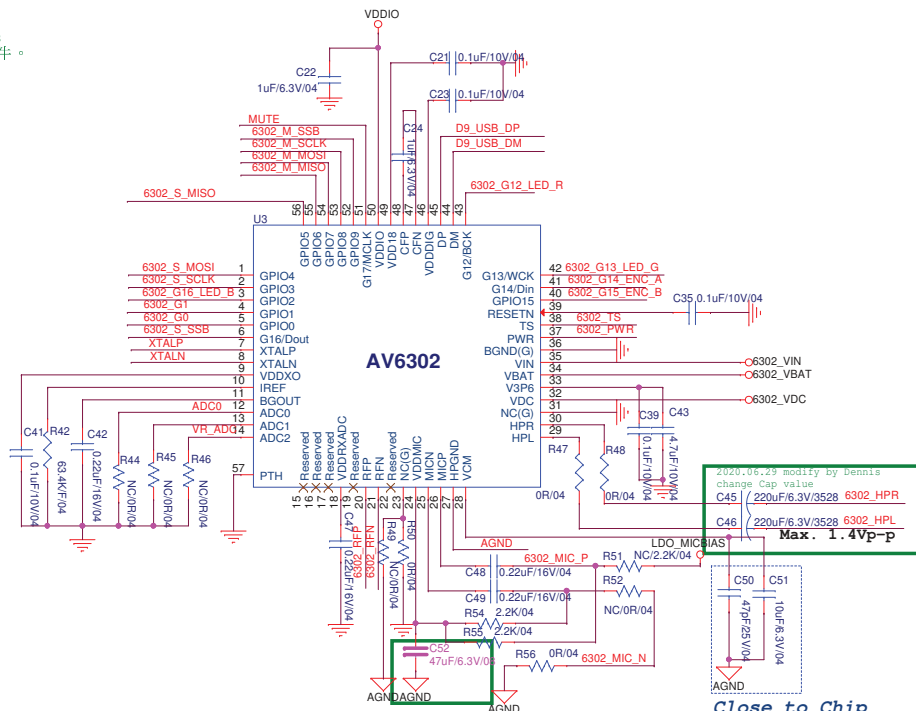 VDDIO
件。
C22
1uF/6.3V/04
C21
0.1uF/10V/04
C23
0.1uF/10V/04
C24
1uF/6.3V/04
MUTE
6302_M_SSB
6302_M_SCLK
6302_M_MOSI
6302_M_MISO
D9_USB_DP
D9_USB_DM
6302_G12_LED_R
6302_S_MISO
56 55 54 53 52 51 50 49 48 47 46 45 44 43
U3
GPIO5
GPIO6
GPIO7
GPIO8
GPIO9
G17/MCLK
VDDIO
VDD18
CFP
CFN
VDDDIG
DP
DM
G12/BCK
6302_S_MOSI 1 GPIO4
6302_S_SCLK 2 GPIO3
6302_G16_LED_B 3 GPIO2
6302_G1 4 GPIO1
6302_G0 5 GPIO0
6302_S_SSB 6 G16/Dout
XTALP 7 XTALP
XTALN 8 XTALN
9 VDDXO
10 IREF
11 BGOUT
ADC0 12 ADC0
13 ADC1
VR_ADC 14 ADC2
57 PTH
AV6302
G13/WCK 42 6302_G13_LED_G
G14/Din 41 6302_G14_ENC_A
GPIO15 40 6302_G15_ENC_B
RESETN 39
TS 38 6302_TS
PWR 37 6302_PWR
BGND(G) 36
VIN 35
VBAT 34
V3P6 33
VDC 32
NC(G) 31
HPR 30
HPL 29
C35 0.1uF/10V/04
6302_VIN
6302_VBAT
6302_VDC
C39
0.1uF/10V/04
C43
4.7uF/10V/04
R47
0R/04
R48
0R/04
C41
0.1uF/10V/04
R42
63.4K/F/04
C42
0.22uF/16V/04
R44
NC/0R/04
R45
NC/0R/04
R46
NC/0R/04
Reserved
Reserved
Reserved
VDDRXADC
RFP
RFN
Reserved
NC(G)
VDDMIC
MICN
MICP
HPGND
VCM
15 16 17 18 19 20 21 22 23 24 25 26 27 28
C47
0.22uF/16V/04
6302_RFP
6302_RFN
R49
NC/0R/04
R50
0R/04
2020.06.29 modify by Dennis
change Cap value
C45 220uF/6.3V/3528 6302_HPR
C46 220uF/6.3V/3528 6302_HPL
Max. 1.4Vp-p
AGND
LDO_MICBIAS
6302_MIC_P
R51
NC/2.2K/04
C48
0.22uF/16V/04
R52
NC/0R/04
C49
0.22uF/16V/04
R54
2.2K/04
R55
2.2K/04
R56
0R/04
6302_MIC_N
C52
AGND
AGND
AGND
C50
47pF/25V/04
C51
10uF/6.3V/04
AGND
Close to Chip